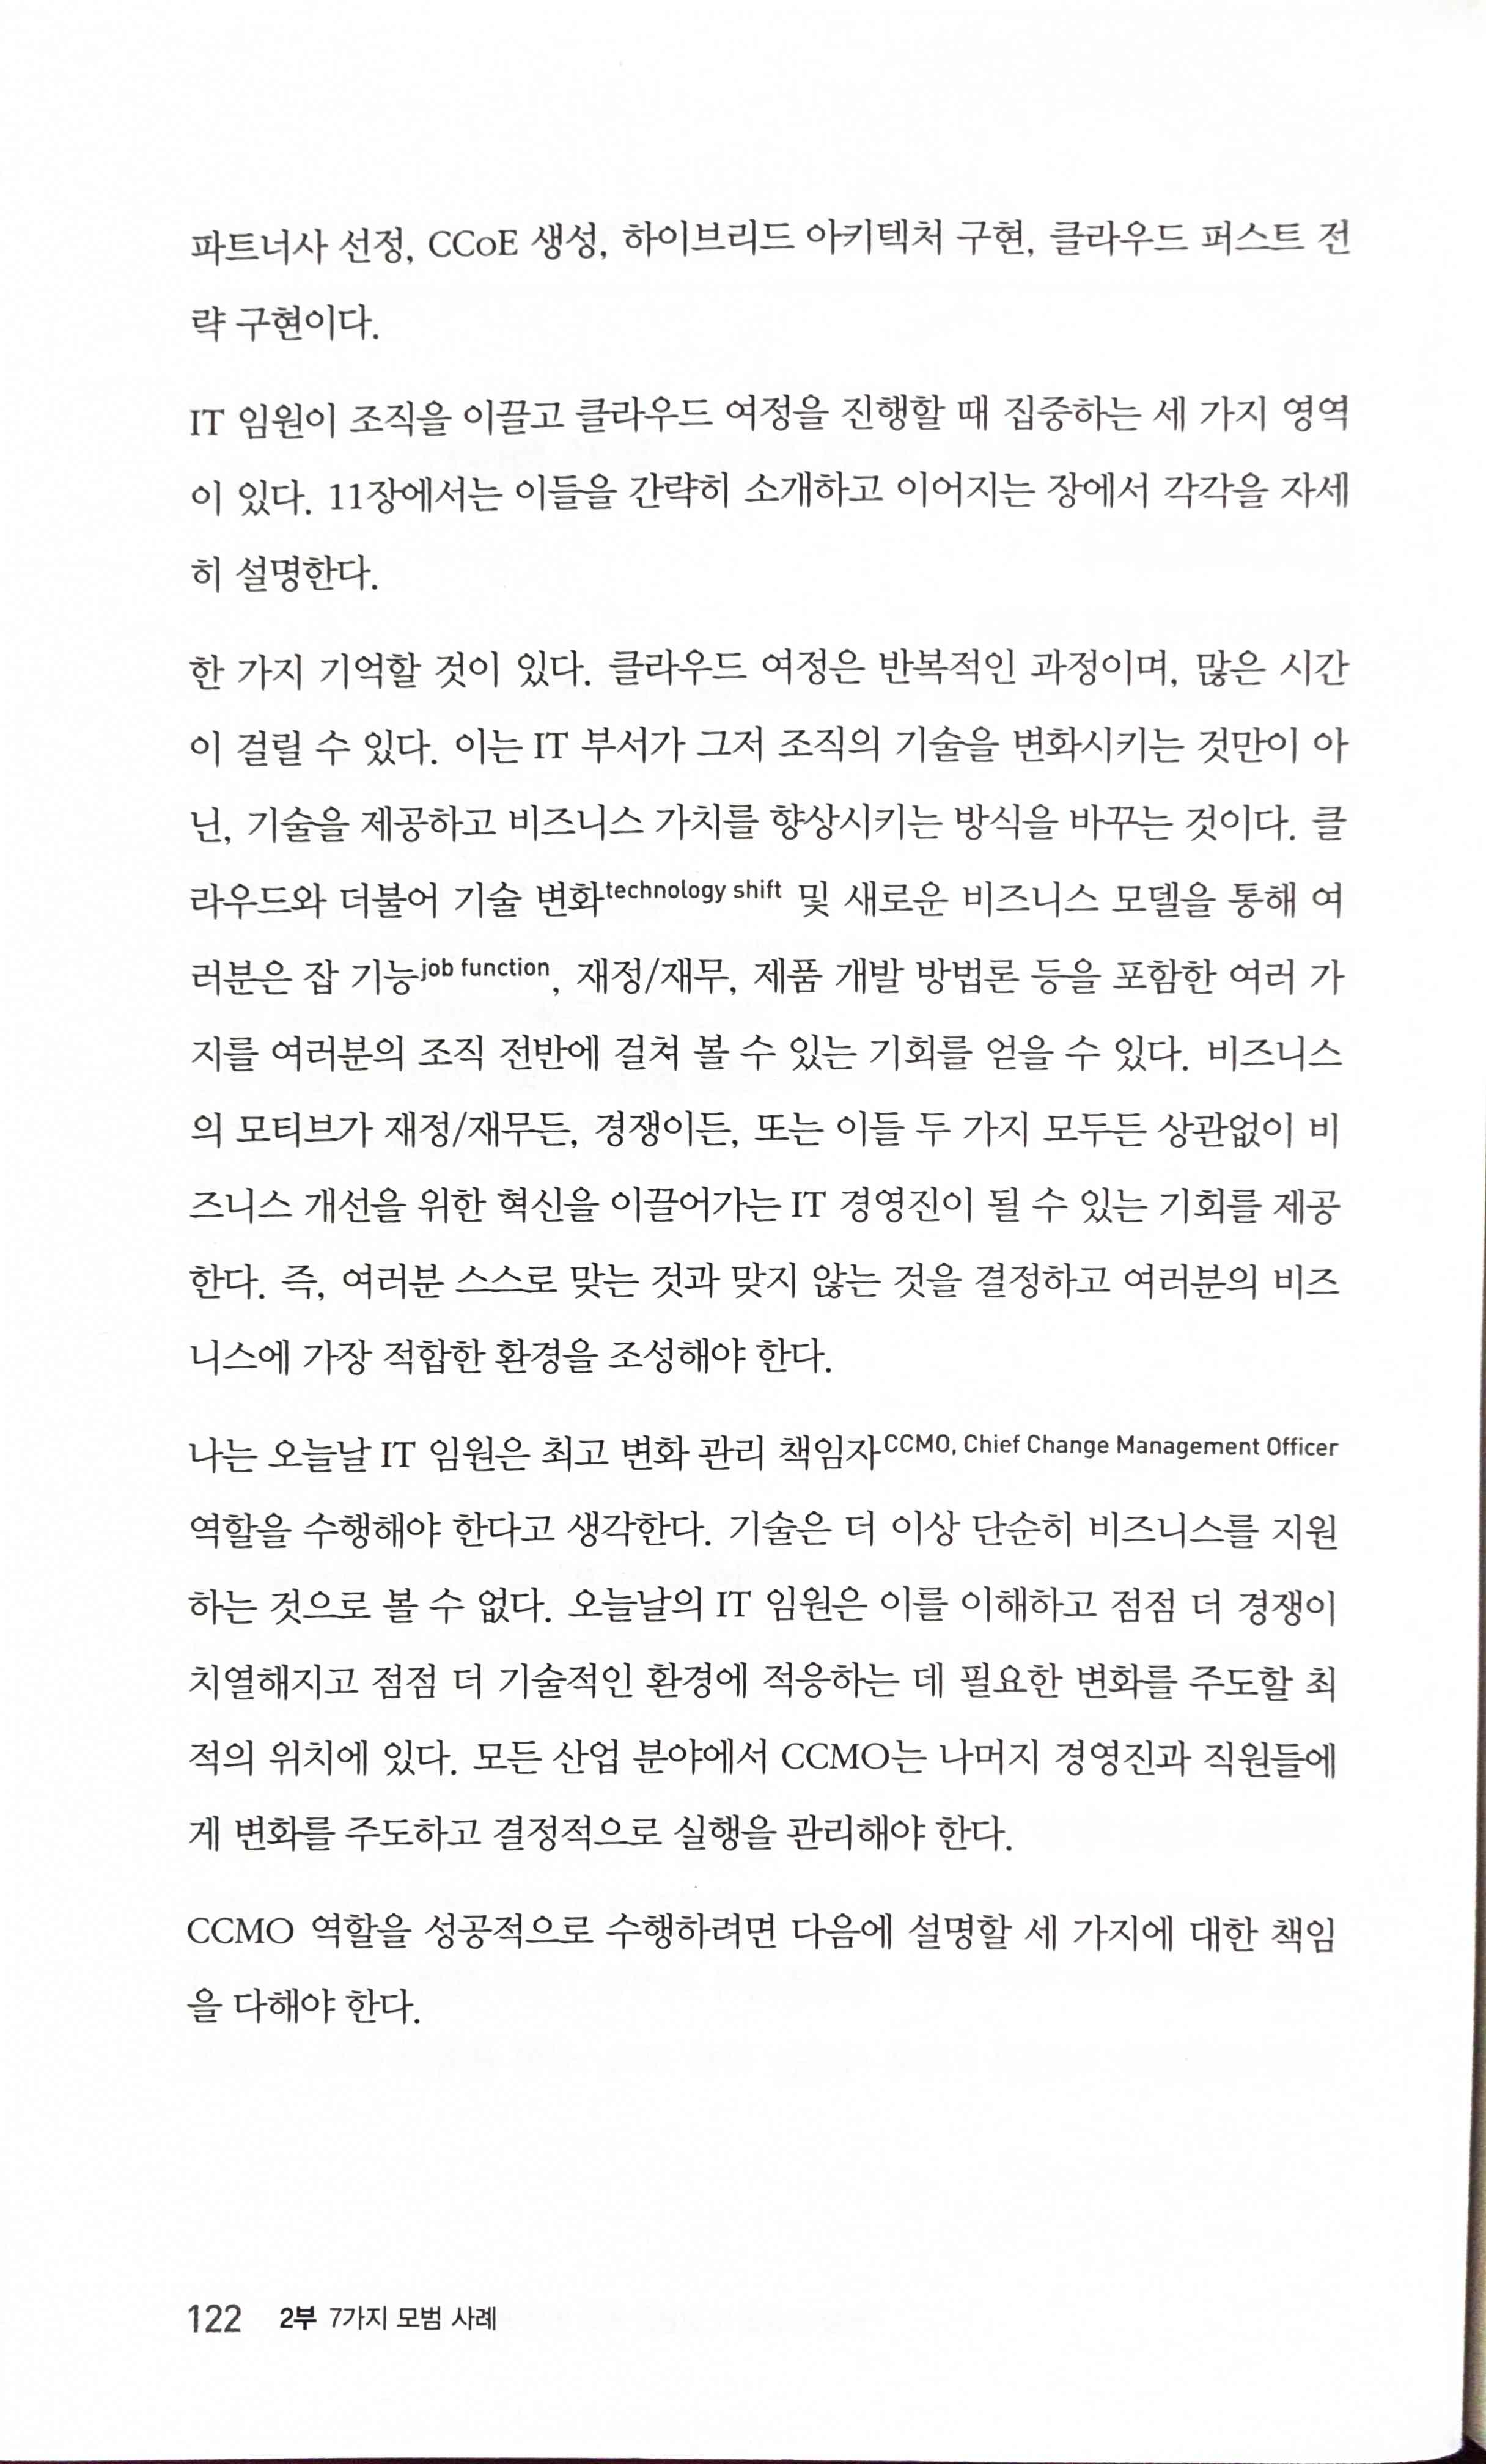 파트너사 선정, CCoE 생성, 하이브리드 아키텍처 구현, 클라우드 퍼스트 전
략 구현이다.
IT 임원이 조직을 이끌고 클라우드 여정을 진행할 때 집중하는 세 가지 영역
이 있다. 11장에서는 이들을 간략히 소개하고 이어지는 장에서 각각을 자세
히 설명한다.
한 가지 기억할 것이 있다. 클라우드 여정은 반복적인 과정이며, 많은 시간
이 걸릴 수 있다. 이는 IT 부서가 그저 조직의 기술을 변화시키는 것만이 아
닌, 기술을 제공하고 비즈니스 가치를 향상시키는 방식을 바꾸는 것이다. 클
라우드와 더불어 기술 변화technology shift 및 새로운 비즈니스 모델을 통해 여
러분은 잡 기능job function, 재정/재무, 제품 개발 방법론 등을 포함한 여러 가
지를 여러분의 조직 전반에 걸쳐 볼 수 있는 기회를 얻을 수 있다. 비즈니스
의 모티브가 재정/재무든, 경쟁이든, 또는 이들 두 가지 모두든 상관없이 비
즈니스 개선을 위한 혁신을 이끌어가는 IT 경영진이 될 수 있는 기회를 제공
한다. 즉, 여러분 스스로 맞는 것과 맞지 않는 것을 결정하고 여러분의 비즈
니스에 가장 적합한 환경을 조성해야 한다.
나는 오늘날 IT 임원은 최고 변화 관리 책임자CCMO, Chief Change Management Officer
역할을 수행해야 한다고 생각한다. 기술은 더 이상 단순히 비즈니스를 지원
하는 것으로 볼 수 없다. 오늘날의 IT 임원은 이를 이해하고 점점 더 경쟁이
치열해지고 점점 더 기술적인 환경에 적응하는 데 필요한 변화를 주도할 최
적의 위치에 있다. 모든 산업 분야에서 CCMO는 나머지 경영진과 직원들에
게 변화를 주도하고 결정적으로 실행을 관리해야 한다.
CCMO 역할을 성공적으로 수행하려면 다음에 설명할 세 가지에 대한 책임
을 다해야 한다.
122 2부 7가지 모범 사례